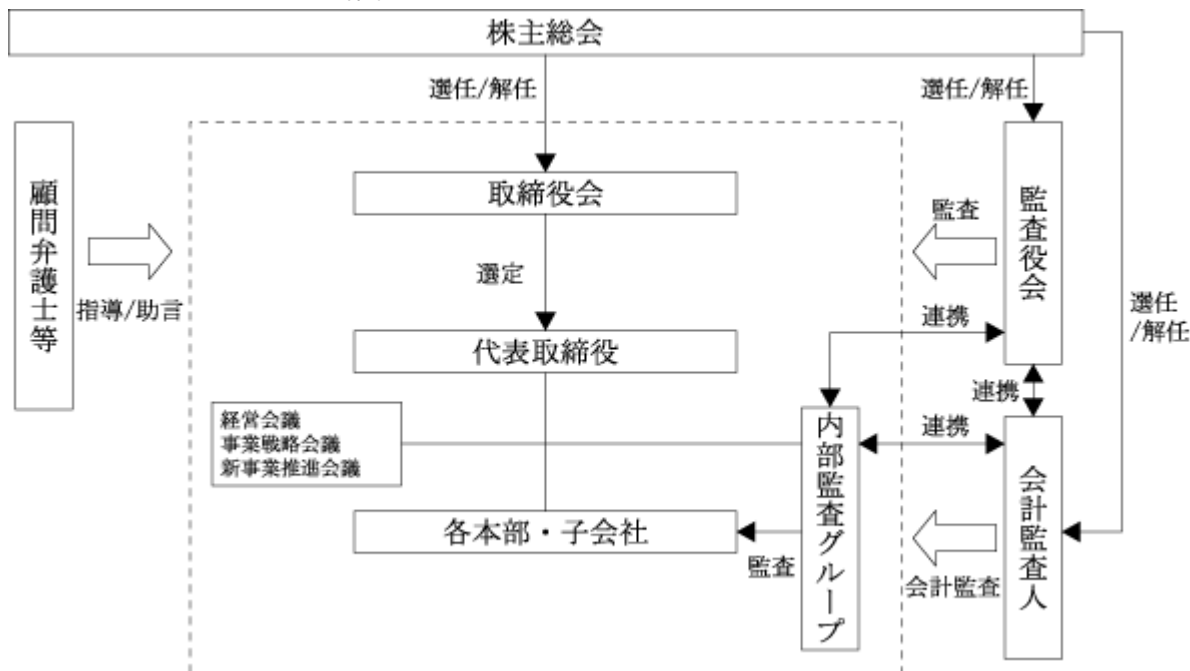 株主総会
選任/解任
選任/解任
顧問弁護士等
取締役会
監査役会
監査
指導/助言
選定
選任
/解任
連携
代表取締役
連携
経営会議
事業戦略会議
新事業推進会議
内部監査グループ
連携
会計監査人
各本部・子会社
監査
会計監査